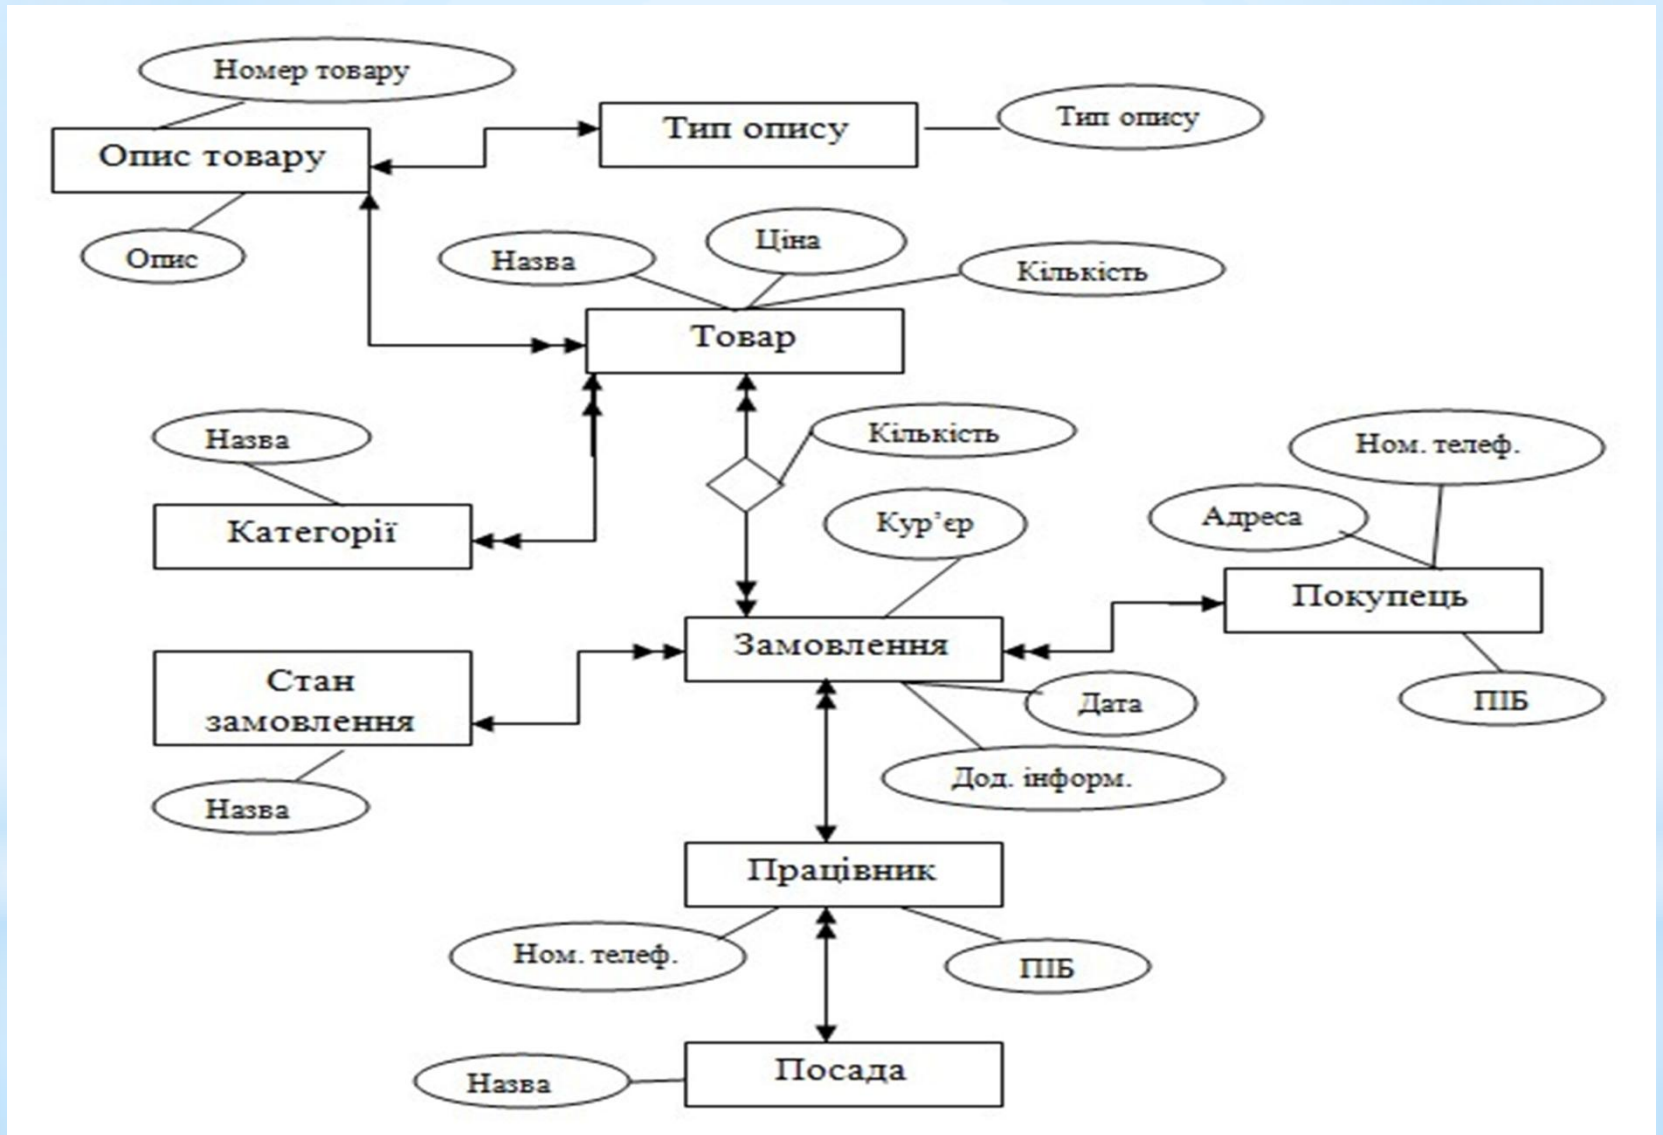 Номер товару
Тип опису
Тип опису
Опис товару
Опис
Назва
Ціна
Кількість
Товар
Назва
Кількість
Ном. телеф.
Категорії
Кур’єр
Адреса
Покупець
Замовлення
Стан
замовлення
Дата
ПІБ
Назва
Дод. інформ.
Працівник
Ном. телеф.
ПІБ
Назва
Посада